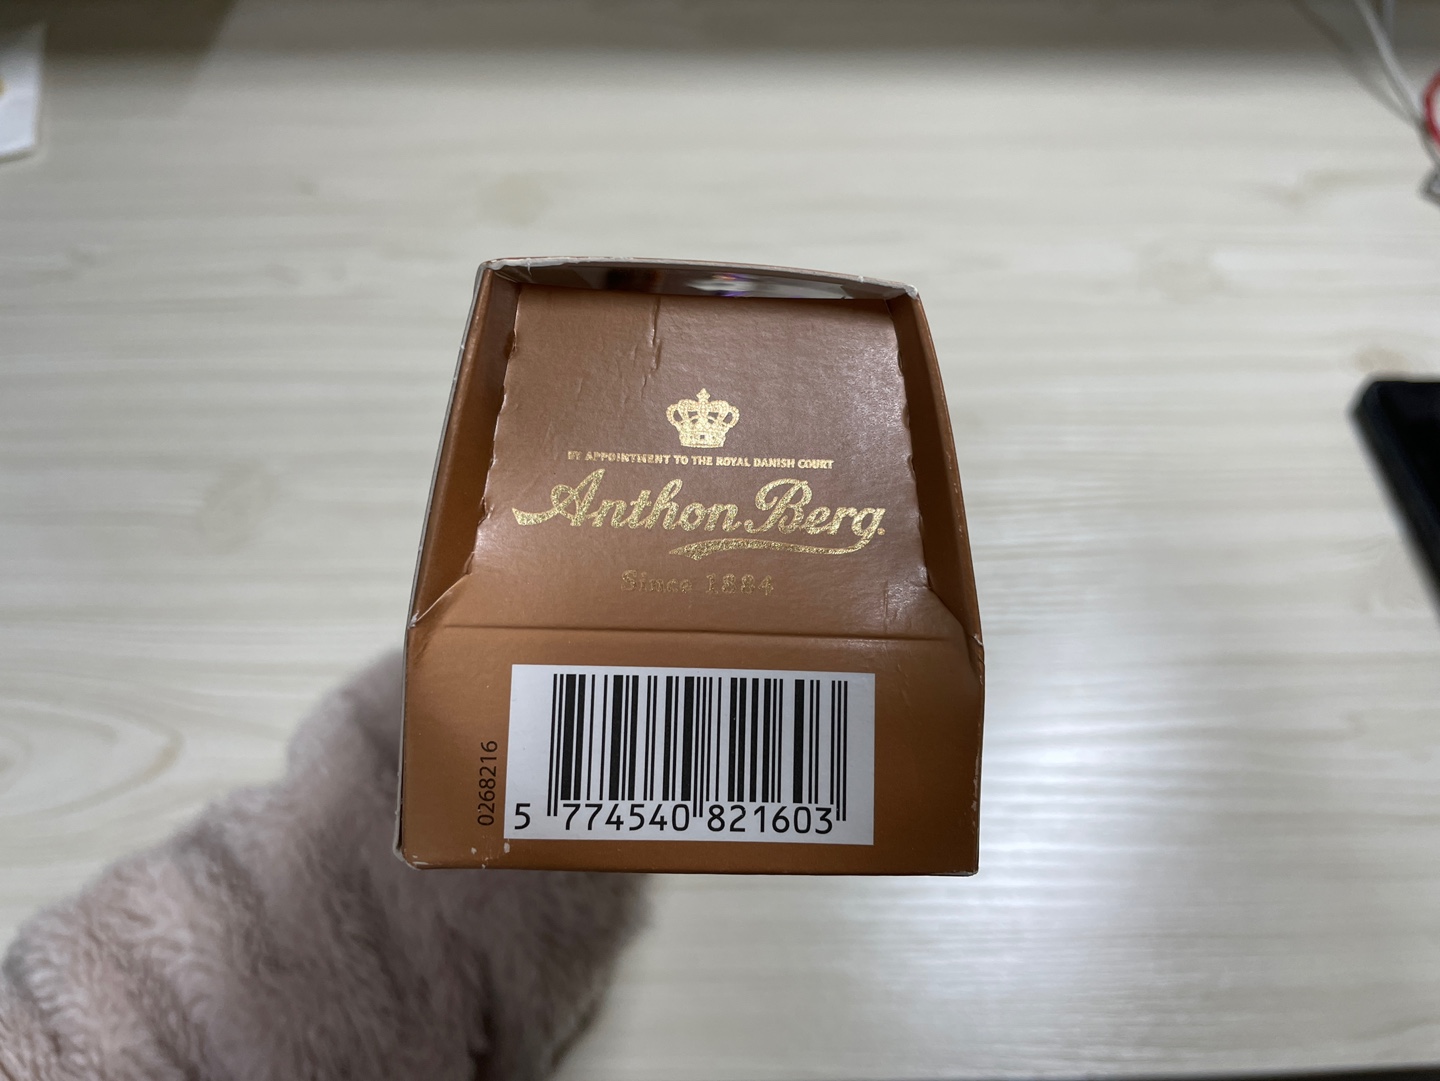 BY APPOINTMENT TO THE ROYAL DANISH COURT
Anthon Berg
Since 1884
0268216
5 774540 821603